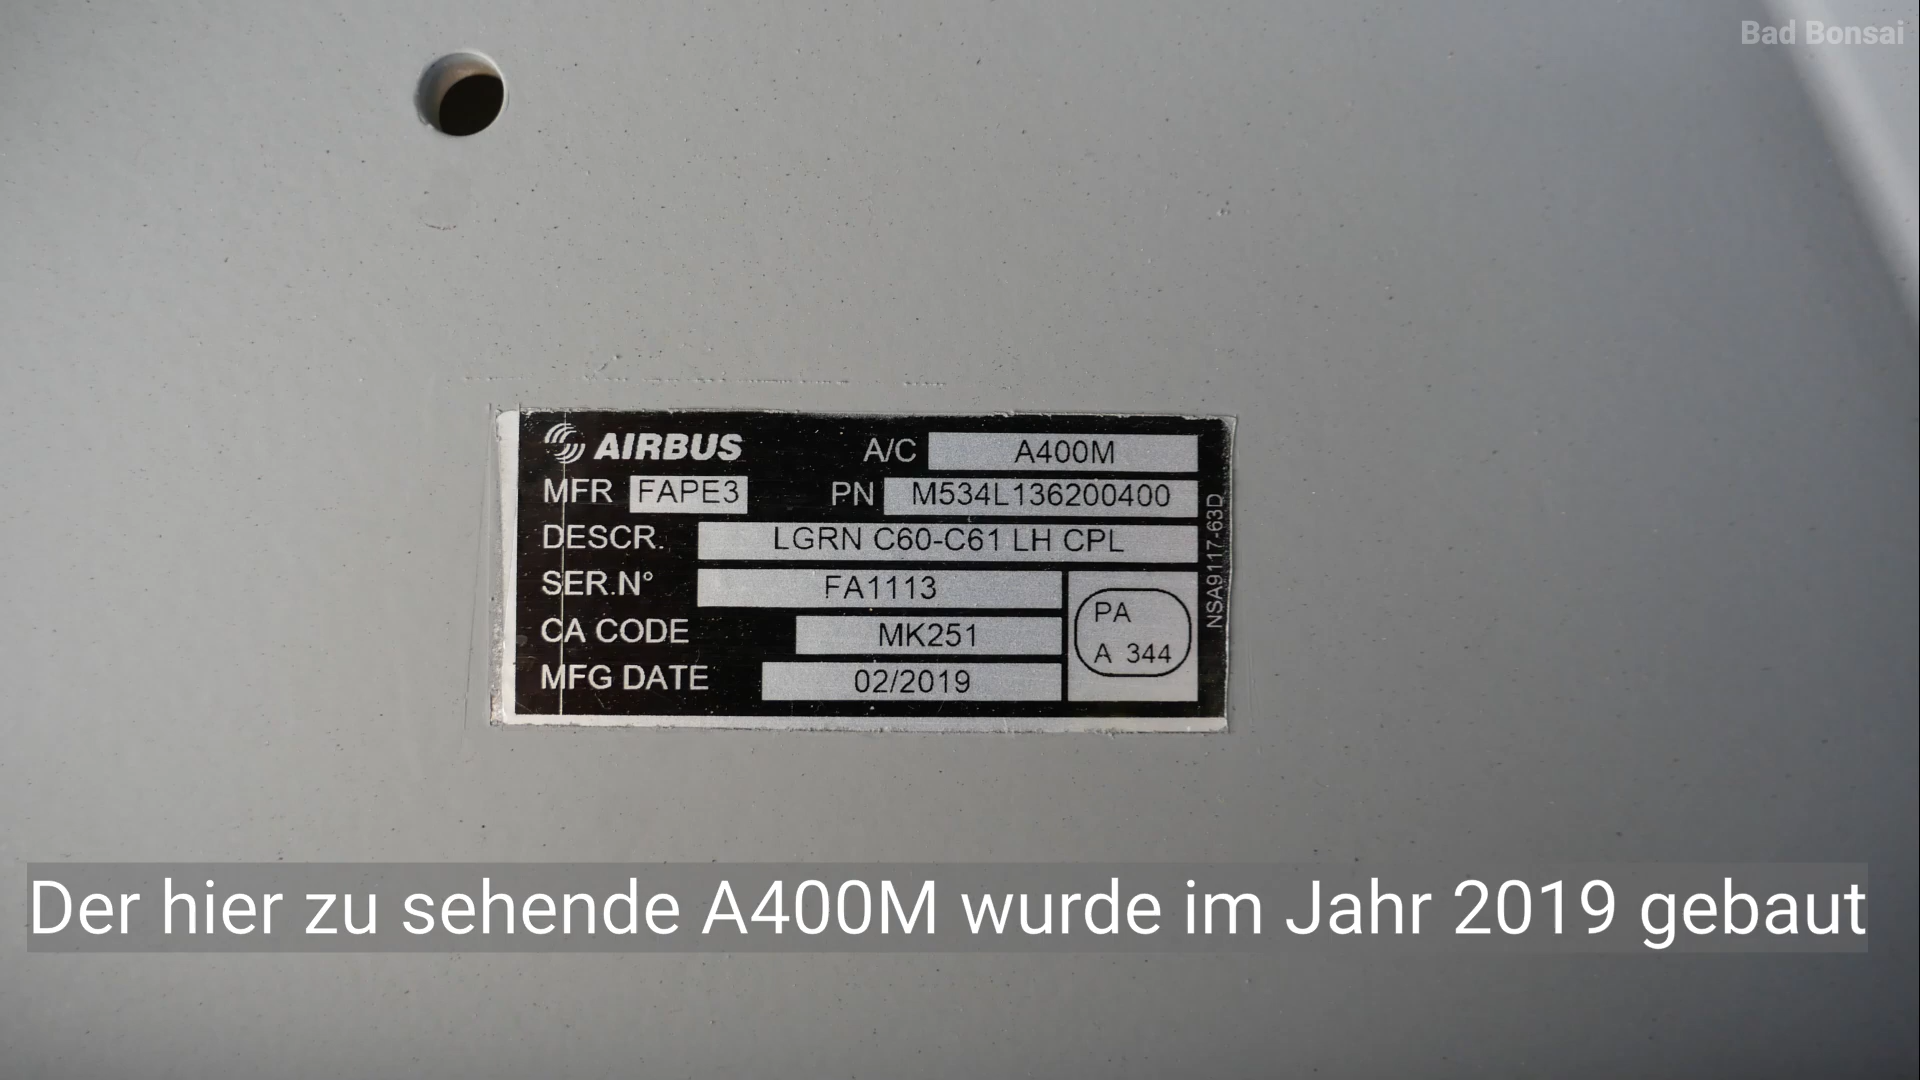 Bad Bonsai
AIRBUS A/C A400M
MFR FAPE3 PN M534L136200400
DESCR. LGRN C60-C61 LH CPL
SER.N° FA1113
CA CODE MK251
MFG DATE 02/2019
PA
A 344
NSA9117-63D
Der hier zu sehende A400M wurde im Jahr 2019 gebaut